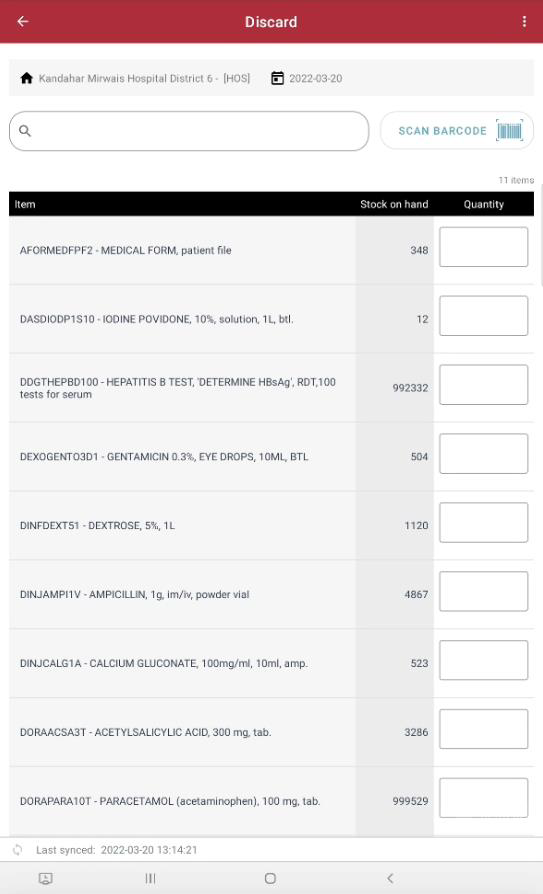 Discard
Kandahar Mirwais Hospital District 6 - [HOS] 2022-03-20
SCAN BARCODE
11 items
Item Stock on hand Quantity
AFORMEDFPF2 - MEDICAL FORM, patient file 348
DASDIODP1S10 - IODINE POVIDONE, 10%, solution, 1L, btl. 12
DDGTHEPBD100 - HEPATITIS B TEST, 'DETERMINE HBsAg', RDT,100
tests for serum 992332
DEXOGENTO3D1 - GENTAMICIN 0.3%, EYE DROPS, 10ML, BTL 504
DINFDEXT51 - DEXTROSE, 5%, 1L 1120
DINJAMPI1V - AMPICILLIN, 1g, im/iv, powder vial 4867
DINJCALG1A - CALCIUM GLUCONATE, 100mg/ml, 10ml, amp. 523
DORAACSA3T - ACETYLSALICYLIC ACID, 300 mg, tab. 3286
DORAPARA10T - PARACETAMOL (acetaminophen), 100 mg, tab. 999529
Last synced: 2022-03-20 13:14:21